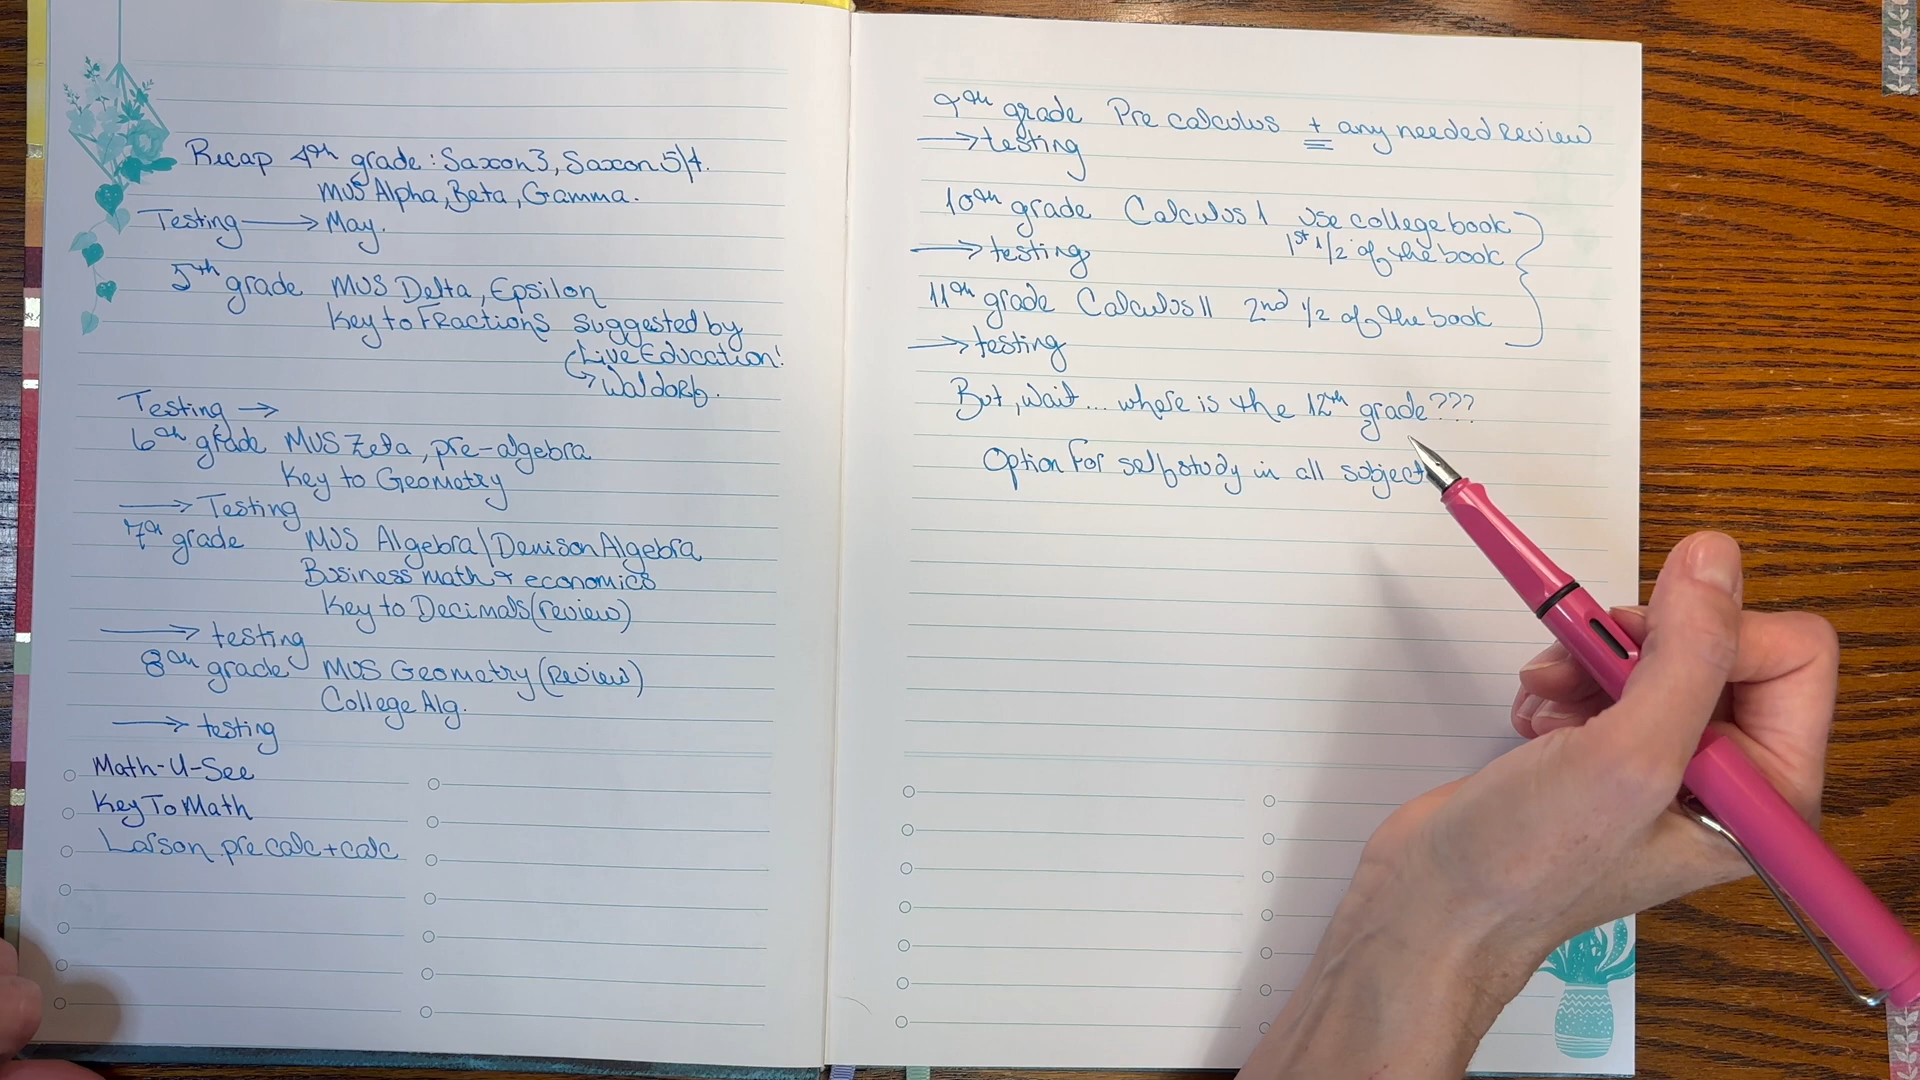 Recap 4th grade: Saxon 3, Saxon 5/4.
MUS Alpha, Beta, Gamma.
Testing → May.
5th grade MUS Delta, Epsilon
Key to Fractions suggested by
Live Education!
↳ Waldorf.
Testing →
6th grade MUS Zeta, pre-algebra
Key to Geometry
→ Testing
7th grade MUS Algebra/Denison Algebra
Business math & economics
Key to Decimals (review)
→ testing
8th grade MUS Geometry (Review)
College Alg.
→ testing
Math-U-See
Key To Math
Larson pre calc + calc
9th grade Pre calculus + any needed review
→ testing
10th grade Calculus I use college book
1st 1/2 of the book
→ testing
11th grade Calculus II 2nd 1/2 of the book
→ testing
But, wait... where is the 12th grade???
Option for self study in all subject